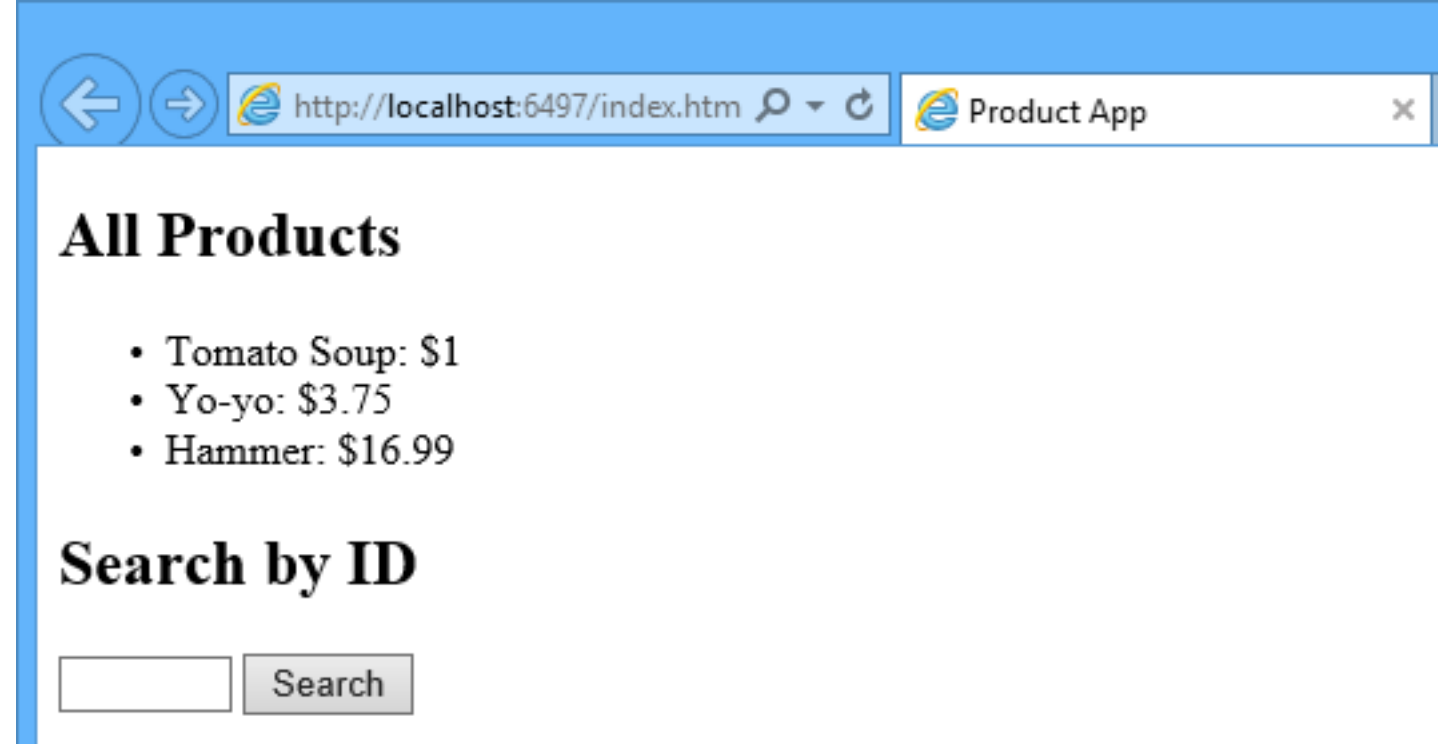 http://localhost:6497/index.htm
Product App
All Products
• Tomato Soup: $1
• Yo-yo: $3.75
• Hammer: $16.99
Search by ID
Search